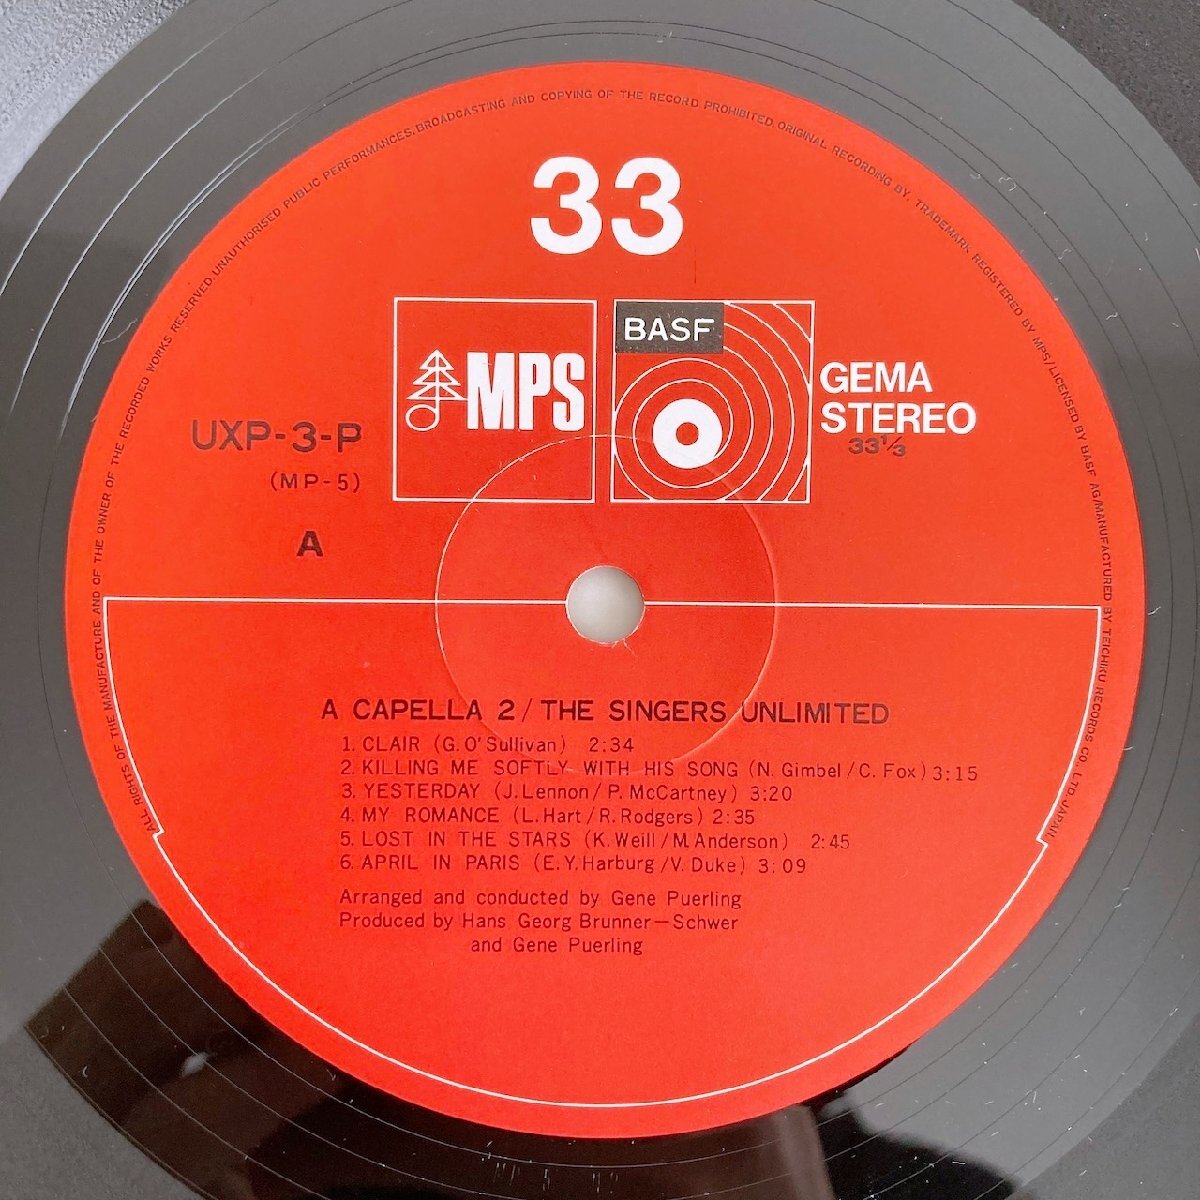 ALL RIGHTS OF THE MANUFACTURE AND OF THE OWNER OF THE RECORDED WORKS RESERVED. UNAUTHORISED PUBLIC PERFORMANCES. BROADCASTING AND COPYING OF THE RECORD PROHIBITED. ORIGINAL RECORDING BY. TRADEMARK REGISTERED BY MPS/LICENSED BY BASF AG/MANUFACTURED BY TEICHIKU RECORDS CO. LTD. JAPAN
33
MPS
BASF
GEMA
STEREO
33 1/3
UXP-3-P
(MP-5)
A
A CAPELLA 2 / THE SINGERS UNLIMITED
1. CLAIR (G. O'Sullivan) 2:34
2. KILLING ME SOFTLY WITH HIS SONG (N. Gimbel / C. Fox) 3:15
3. YESTERDAY (J. Lennon / P. McCartney) 3:20
4. MY ROMANCE (L. Hart / R. Rodgers) 2:35
5. LOST IN THE STARS (K. Weill / M. Anderson) 2:45
6. APRIL IN PARIS (E. Y. Harburg / V. Duke) 3:09
Arranged and conducted by Gene Puerling
Produced by Hans Georg Brunner—Schwer
and Gene Puerling